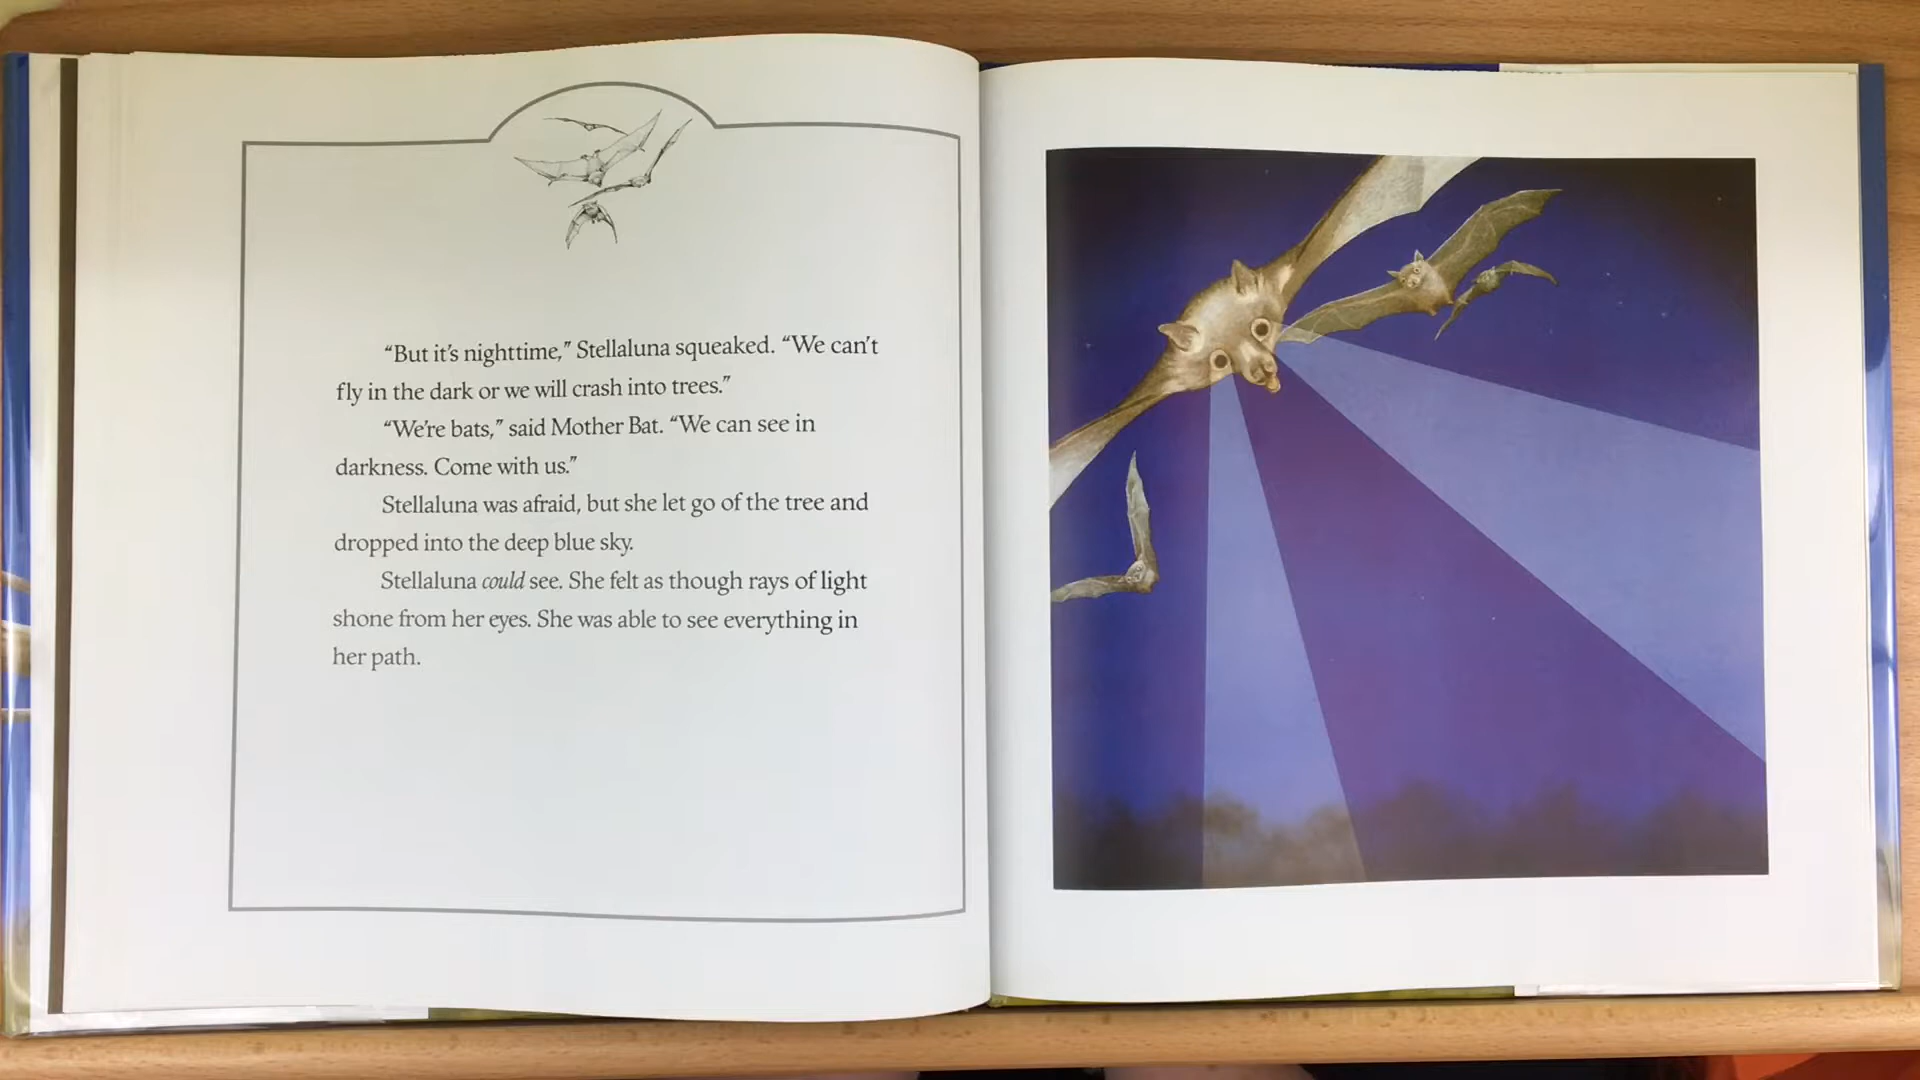 “But it’s nighttime,” Stellaluna squeaked. “We can’t
fly in the dark or we will crash into trees.”
“We’re bats,” said Mother Bat. “We can see in
darkness. Come with us.”
Stellaluna was afraid, but she let go of the tree and
dropped into the deep blue sky.
Stellaluna could see. She felt as though rays of light
shone from her eyes. She was able to see everything in
her path.